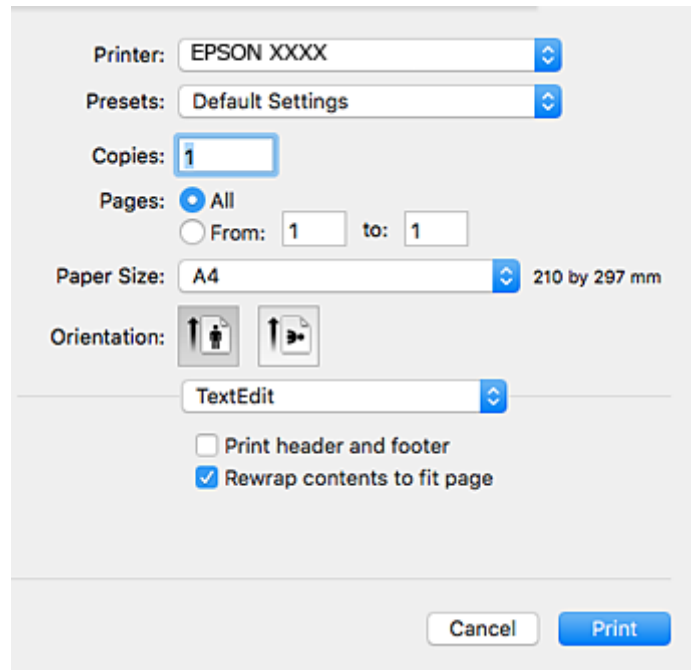 Printer: EPSON XXXX
Presets: Default Settings
Copies: 1
Pages: All
From: 1 to: 1
Paper Size: A4 210 by 297 mm
Orientation:
TextEdit
Print header and footer
Rewrap contents to fit page
Cancel Print